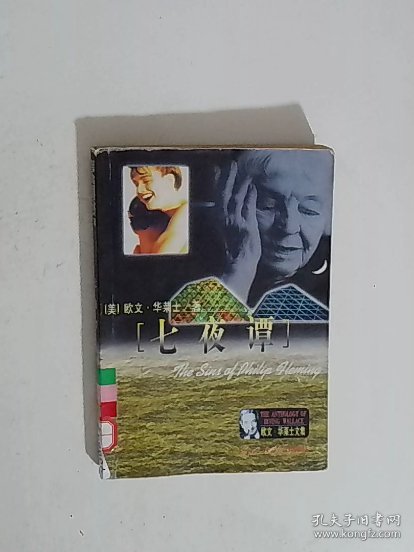 [美] 欧文·华莱士 著
[七夜谭]
The Sins of Philip Fleming
THE ANTHOLOGY OF
IRVING WALLACE
欧文·华莱士文集
孔夫子旧书网
www.kongfz.com